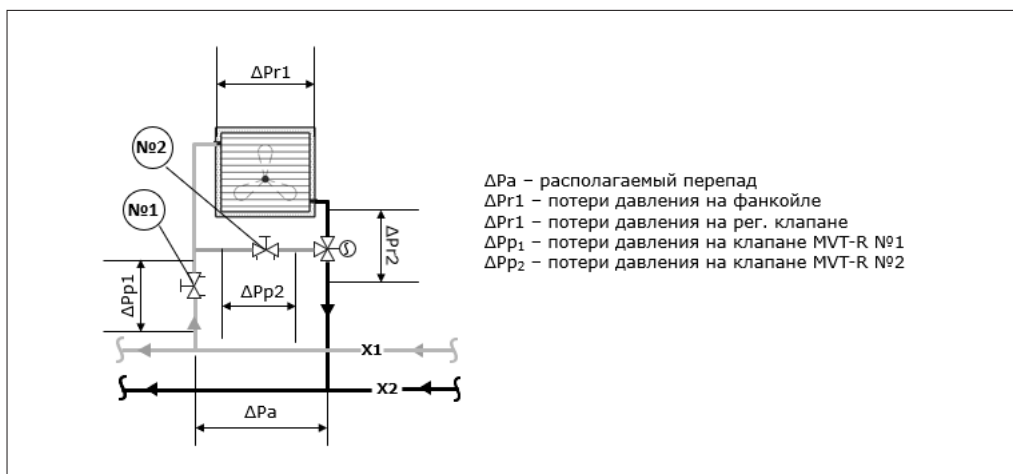 ΔPr1
№2
№1
ΔPr2
ΔPp1
ΔPp2
X1
X2
ΔPa
ΔPa – располагаемый перепад
ΔPr1 – потери давления на фанкойле
ΔPr1 – потери давления на рег. клапане
ΔPp₁ – потери давления на клапане MVT-R №1
ΔPp₂ – потери давления на клапане MVT-R №2